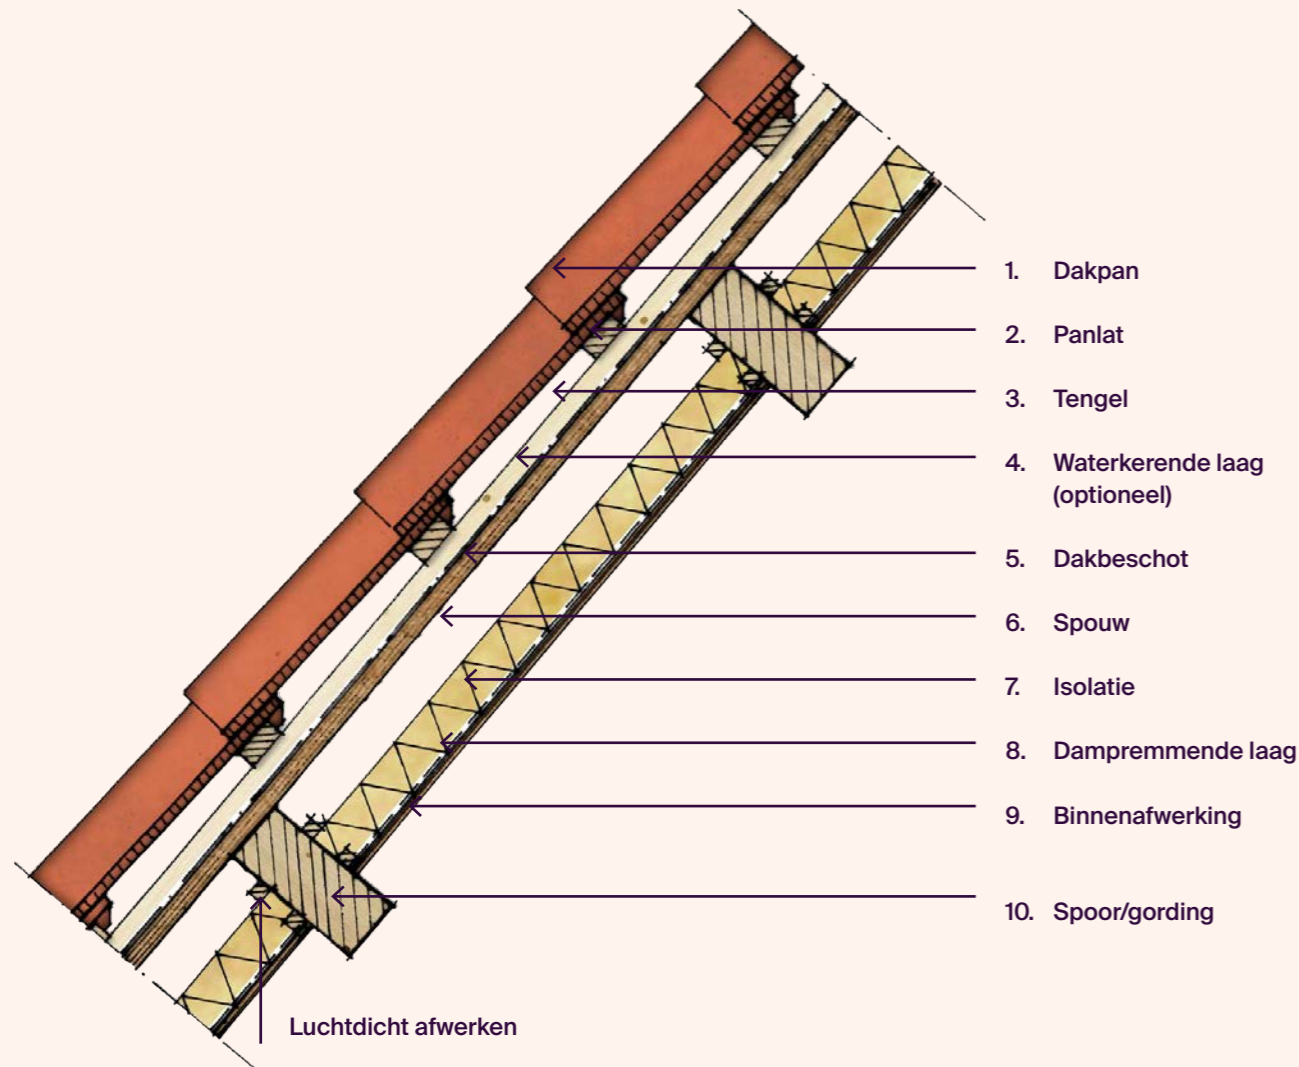 1. Dakpan
2. Panlat
3. Tengel
4. Waterkerende laag
(optioneel)
5. Dakbeschot
6. Spouw
7. Isolatie
8. Dampremmende laag
9. Binnenafwerking
10. Spoor/gording
Luchtdicht afwerken